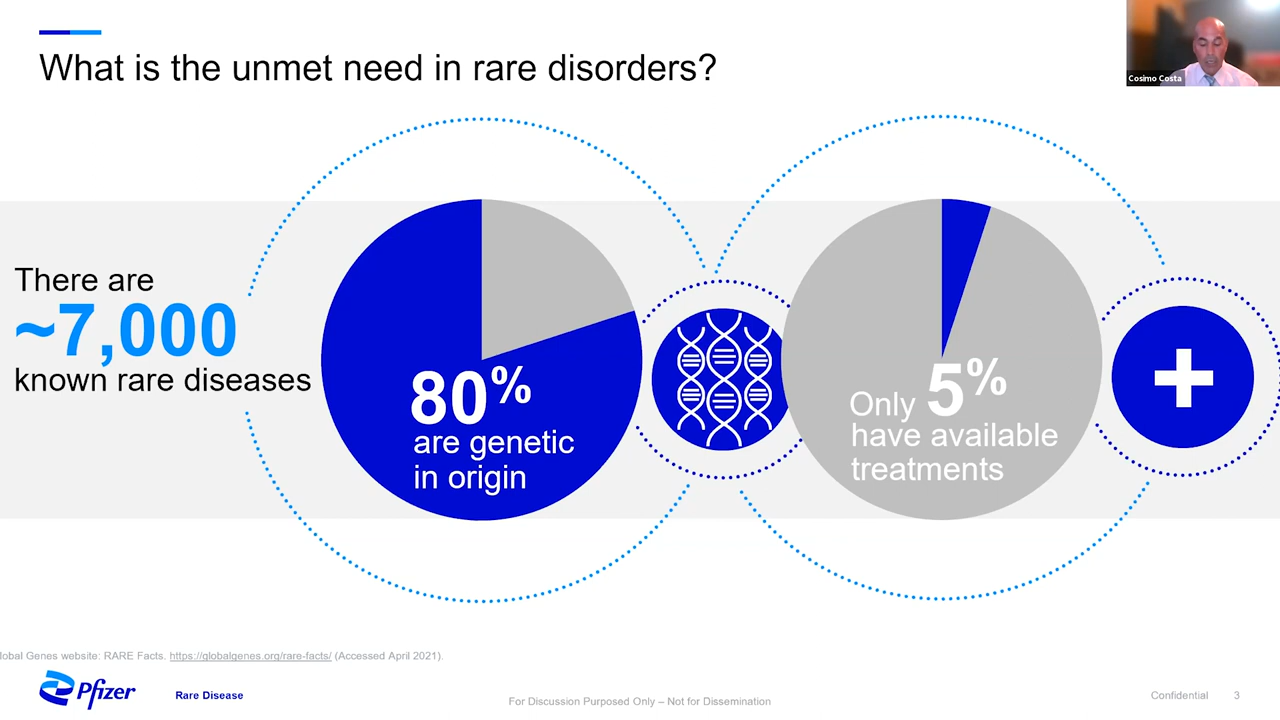 What is the unmet need in rare disorders?
Cosimo Costa
There are
~7,000
known rare diseases
80%
are genetic
in origin
Only 5%
have available
treatments
lobal Genes website: RARE Facts. https://globalgenes.org/rare-facts/ (Accessed April 2021).
Pfizer
Rare Disease
For Discussion Purposed Only – Not for Dissemination
Confidential 3